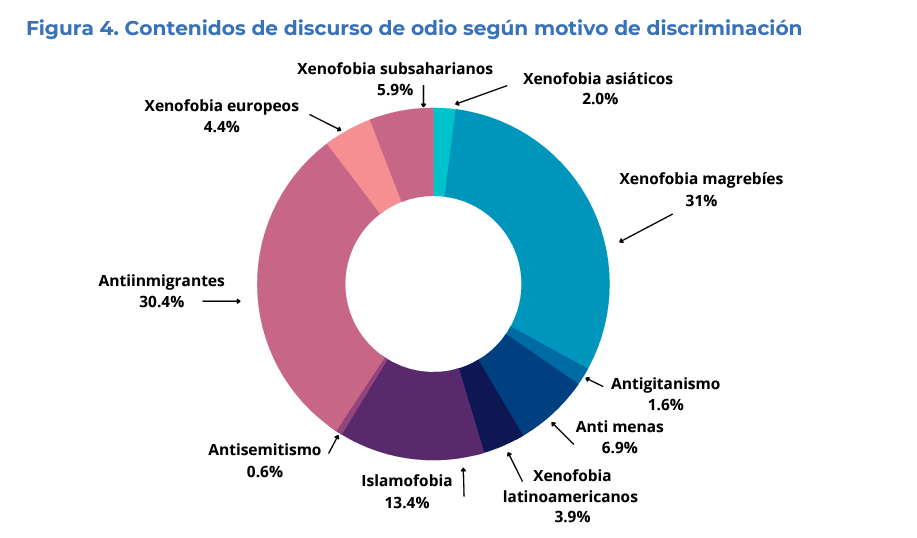 Figura 4. Contenidos de discurso de odio según motivo de discriminación
Xenofobia subsaharianos
5.9%
Xenofobia asiáticos
2.0%
Xenofobia europeos
4.4%
Xenofobia magrebíes
31%
Antiinmigrantes
30.4%
Antigitanismo
1.6%
Anti menas
6.9%
Antisemitismo
0.6%
Islamofobia
13.4%
Xenofobia
latinoamericanos
3.9%